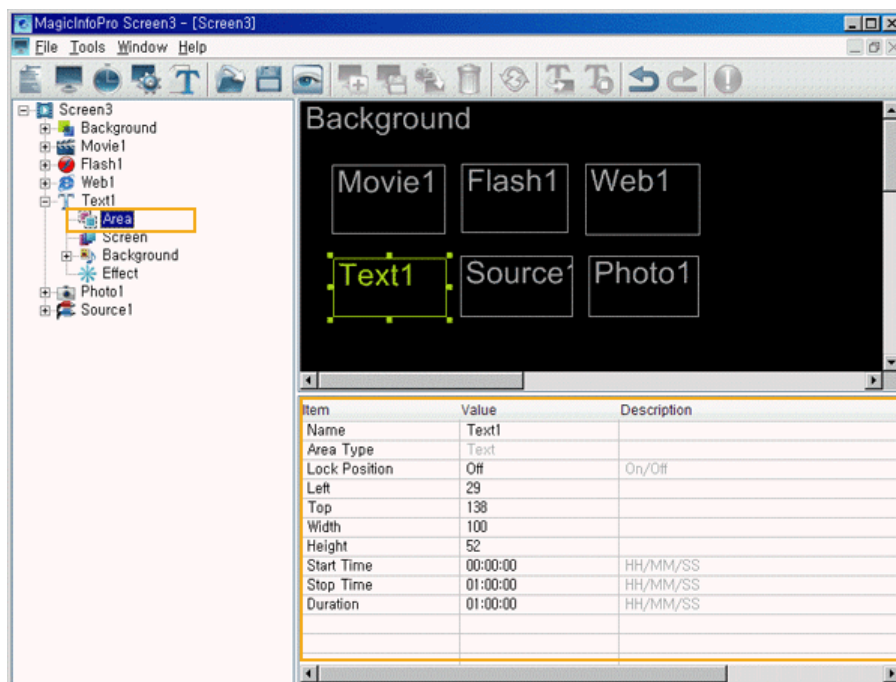 MagicInfoPro Screen3 - [Screen3]
File Tools Window Help
Screen3
Background
Movie1
Flash1
Web1
Text1
Area
Screen
Background
Effect
Photo1
Source1
Background
Movie1 Flash1 Web1
Text1 Source1 Photo1
Item Value Description
Name Text1
Area Type Text
Lock Position Off On/Off
Left 29
Top 138
Width 100
Height 52
Start Time 00:00:00 HH/MM/SS
Stop Time 01:00:00 HH/MM/SS
Duration 01:00:00 HH/MM/SS